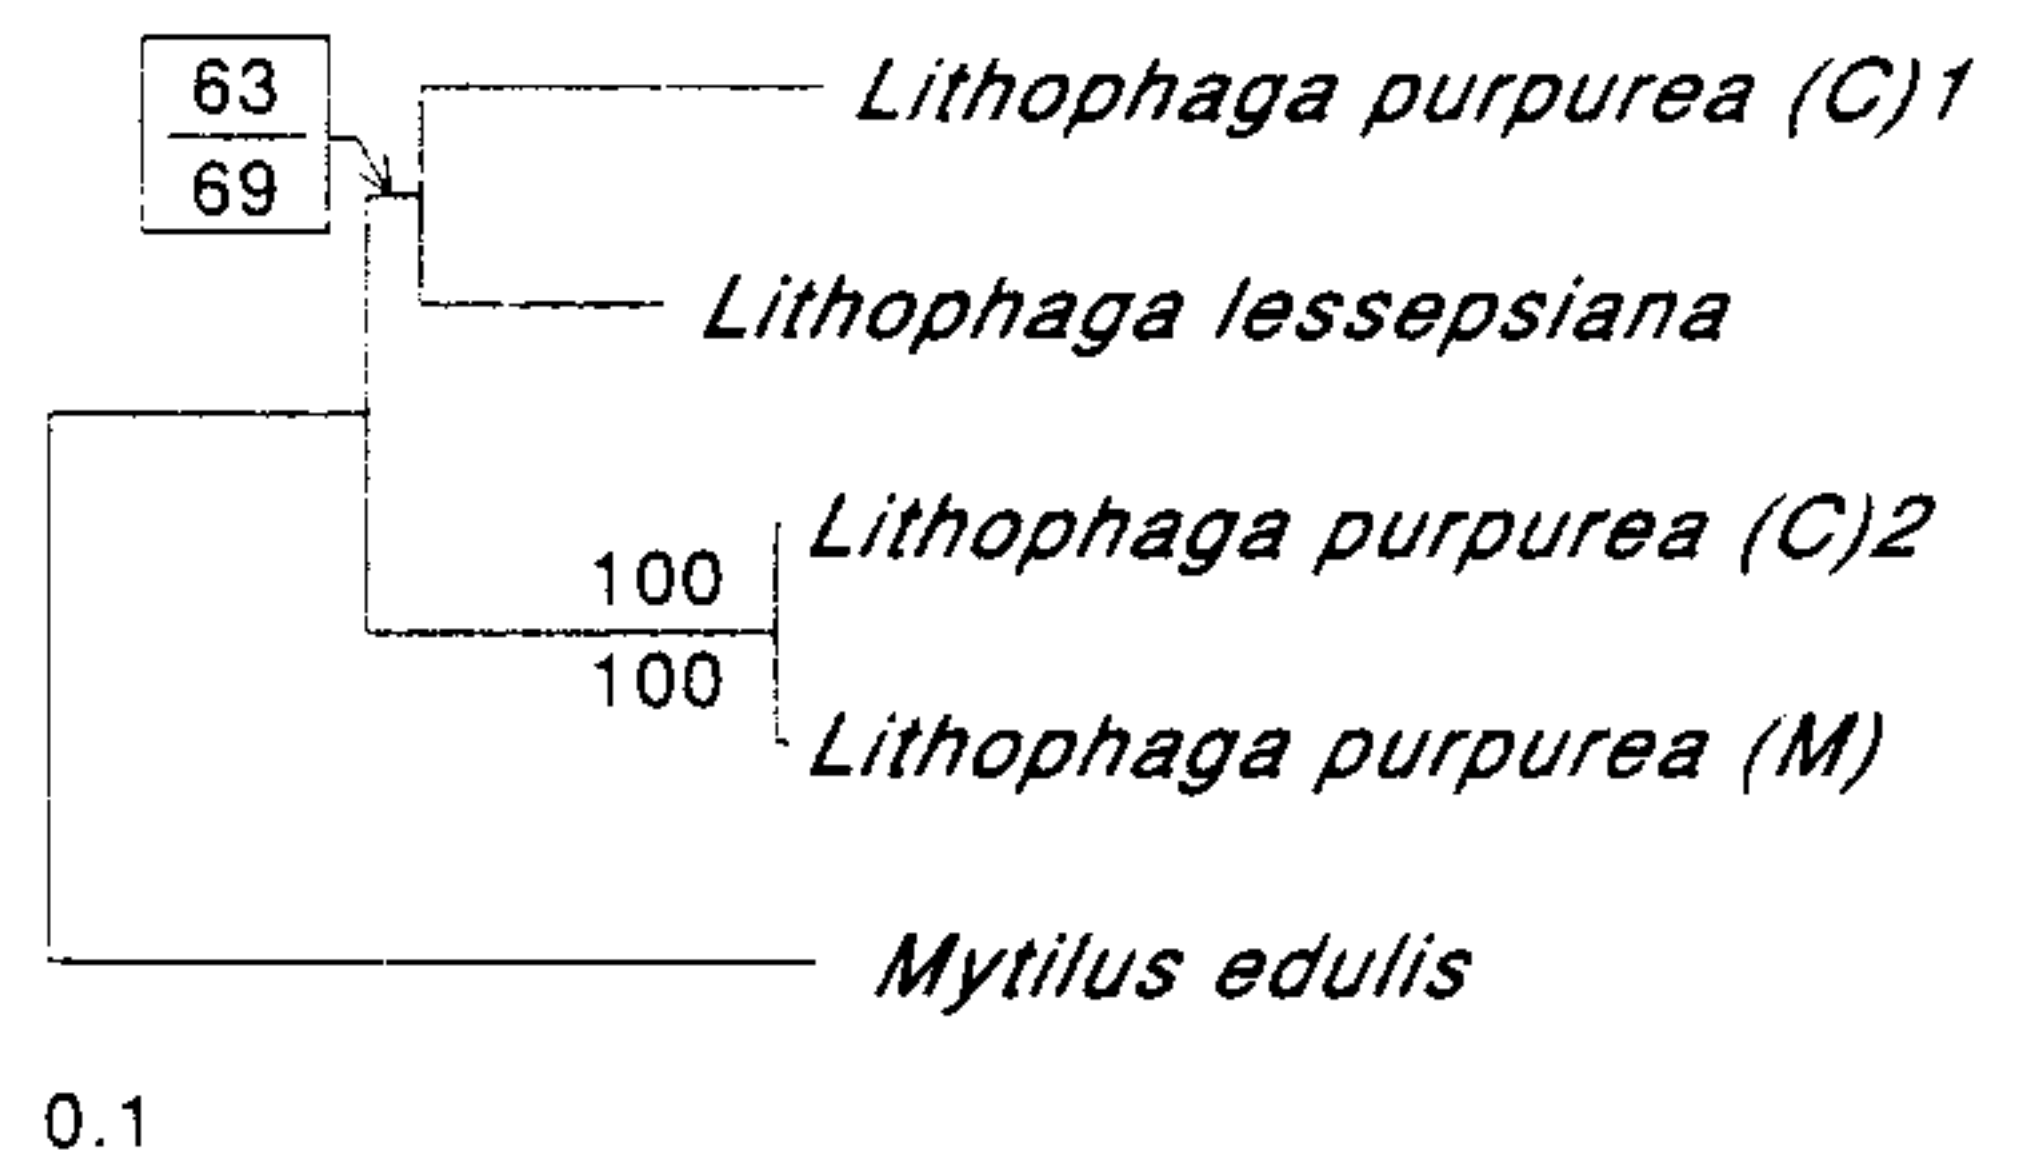 63
69
Lithophaga purpurea (C)1
Lithophaga lessepsiana
Lithophaga purpurea (C)2
100
100
Lithophaga purpurea (M)
Mytilus edulis
0.1